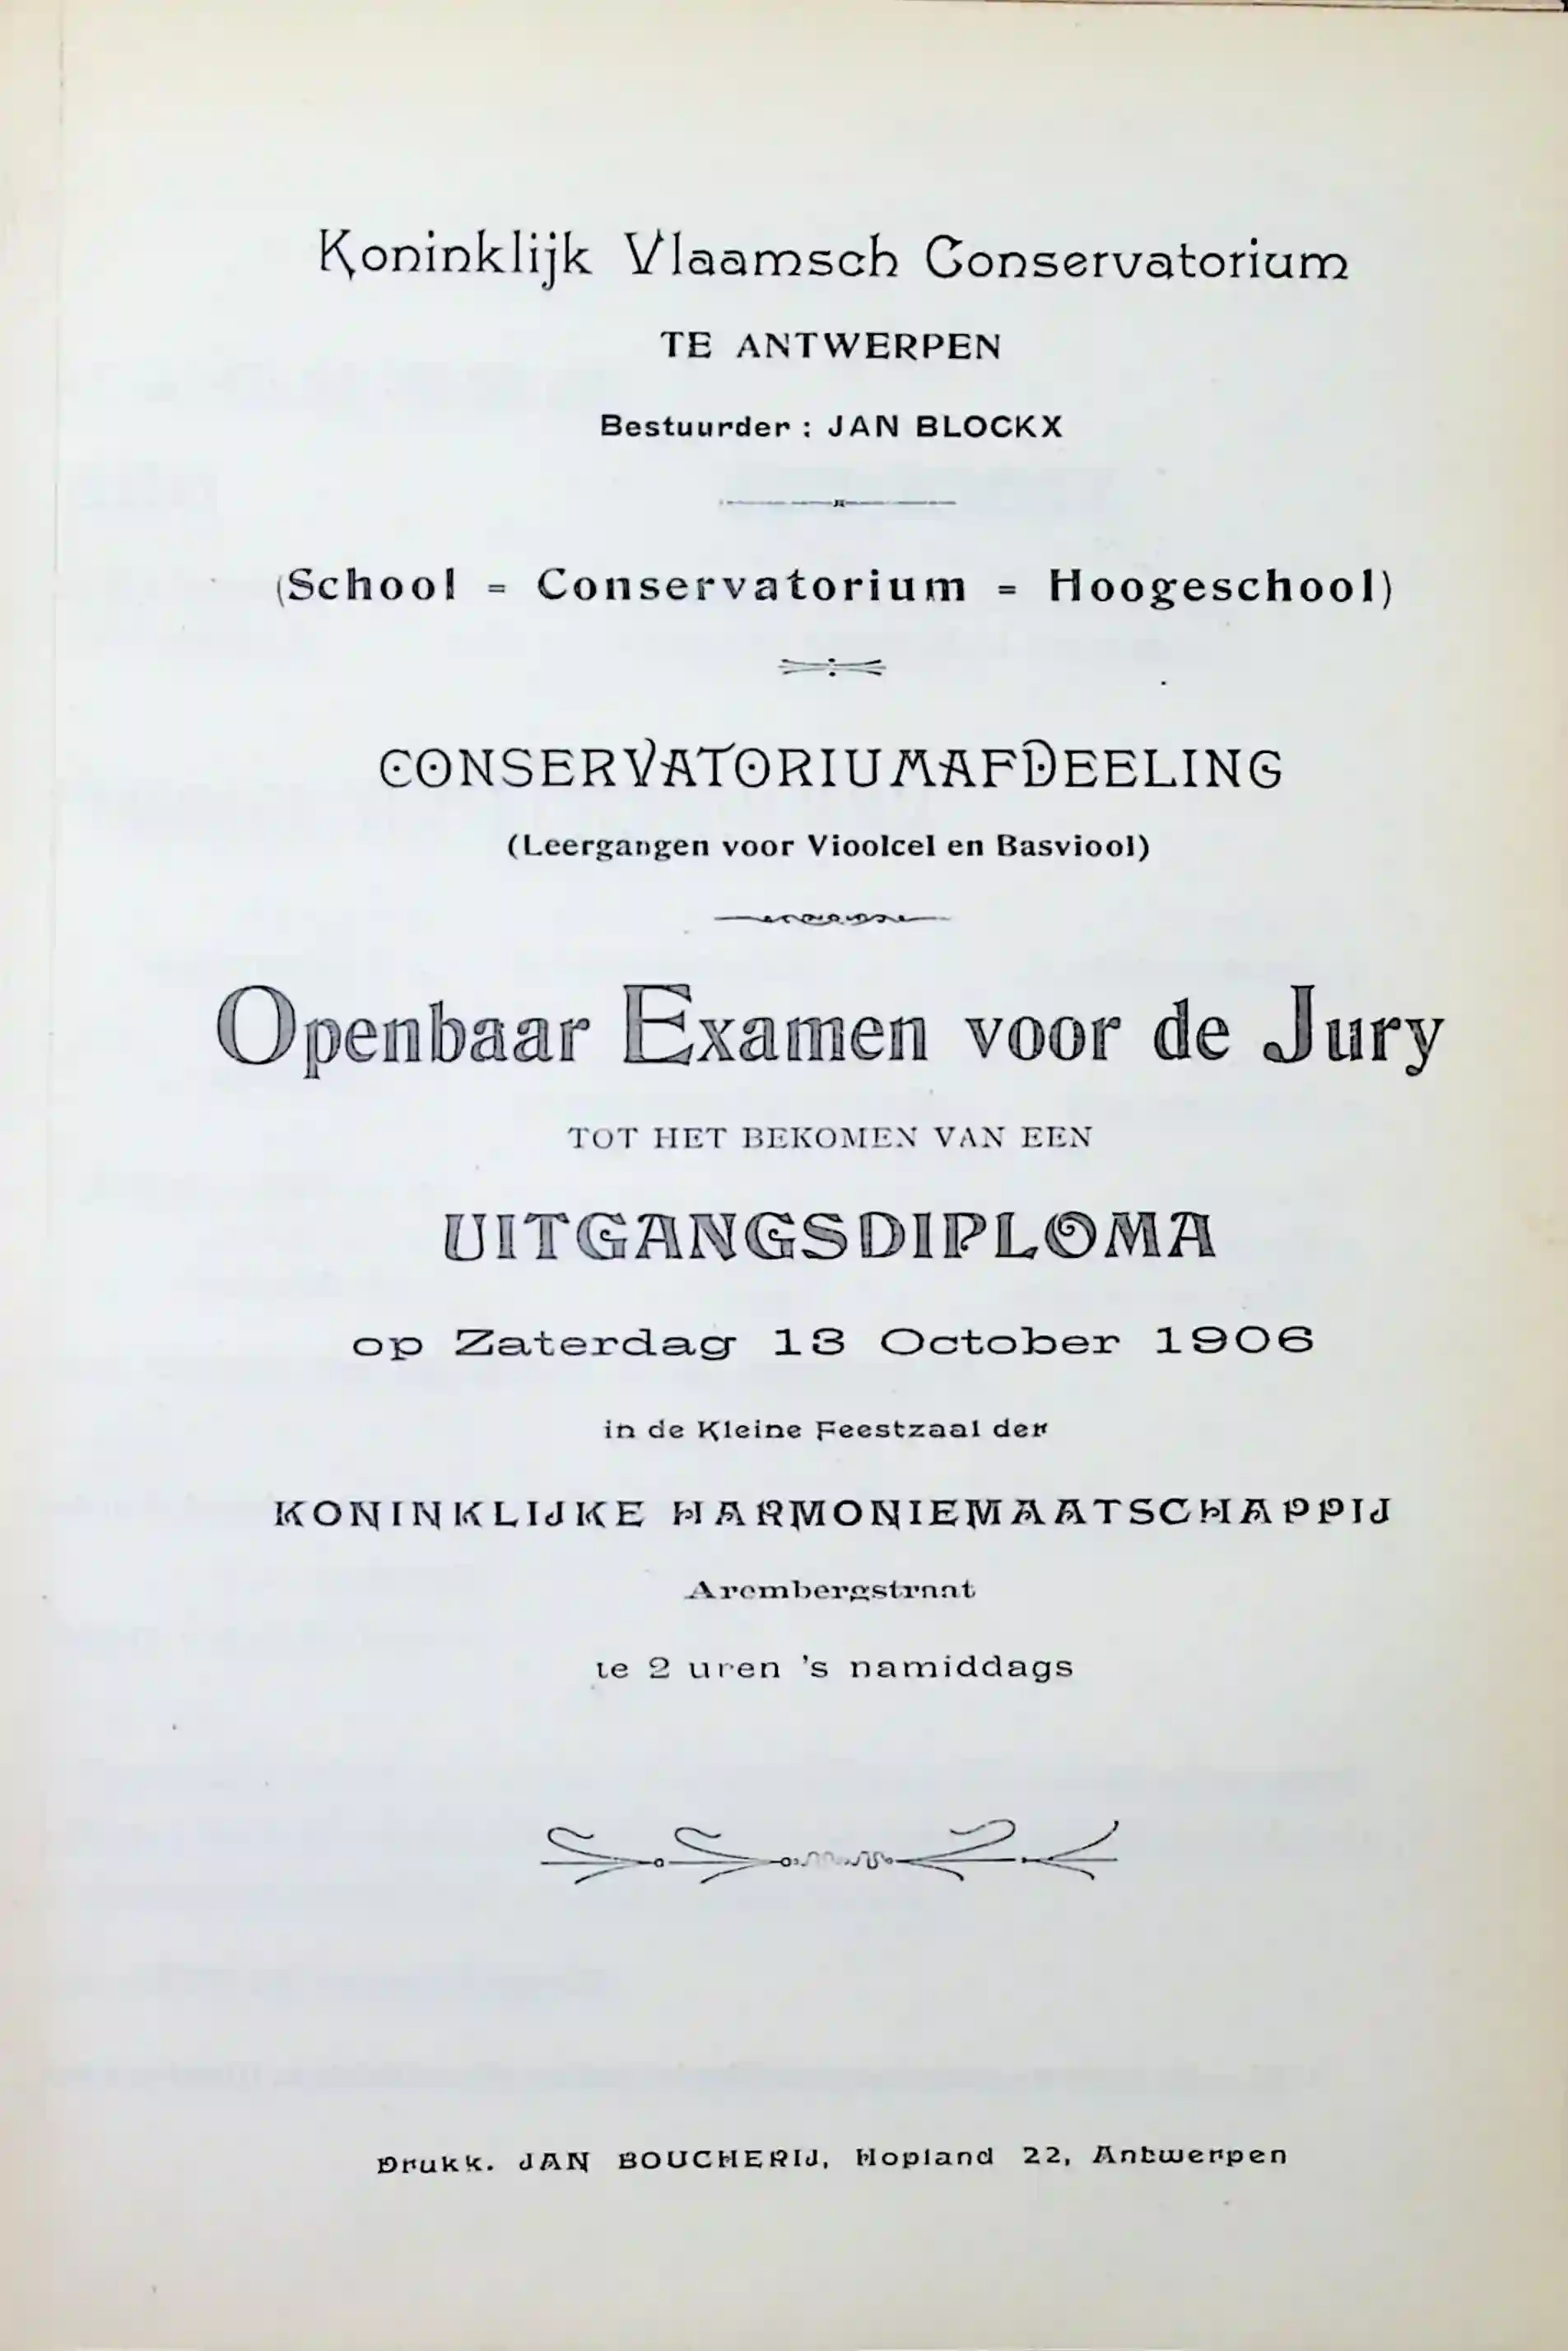 Koninklijk Vlaamsch Conservatorium
TE ANTWERPEN
Bestuurder : JAN BLOCKX
(School = Conservatorium = Hoogeschool)
CONSERVATORIUMAFDEELING
(Leergangen voor Vioolcel en Basviool)
Openbaar Examen voor de Jury
TOT HET BEKOMEN VAN EEN
UITGANGSDIPLOMA
op Zaterdag 13 October 1906
in de Kleine Feestzaal der
KONINKLIJKE HARMONIEMAATSCHAPPIJ
Arembergstraat
te 2 uren 's namiddags
Drukk. JAN BOUCHERIJ, Hopland 22, Antwerpen